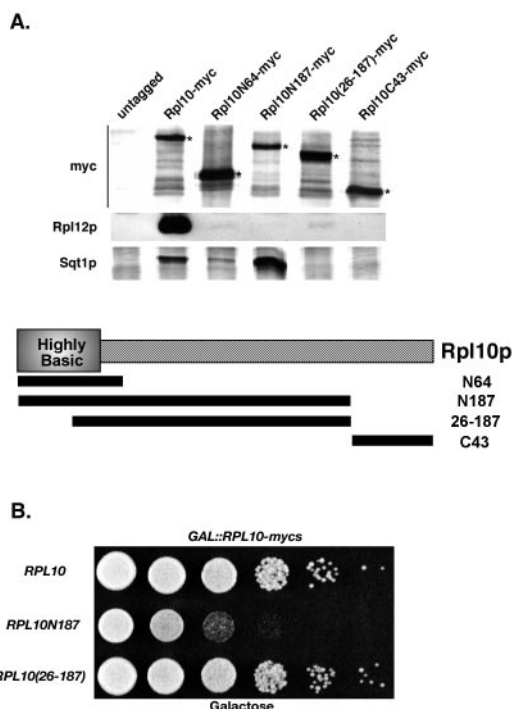 A.
untagged
Rpl10-myc
Rpl10N64-myc
Rpl10N187-myc
Rpl10(26-187)-myc
Rpl10C43-myc
myc
*
*
*
*
*
Rpl12p
Sqt1p
Highly
Basic
Rpl10p
N64
N187
26-187
C43
B.
GAL::RPL10-mycs
RPL10
RPL10N187
RPL10(26-187)
Galactose